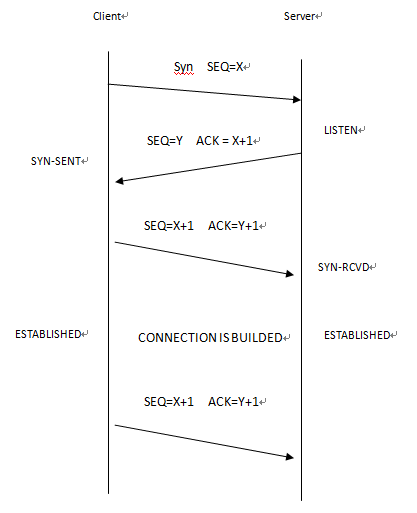 Client Server
Syn SEQ=X
LISTEN
SEQ=Y ACK = X+1
SYN-SENT
SEQ=X+1 ACK=Y+1
SYN-RCVD
ESTABLISHED CONNECTION IS BUILDED ESTABLISHED
SEQ=X+1 ACK=Y+1